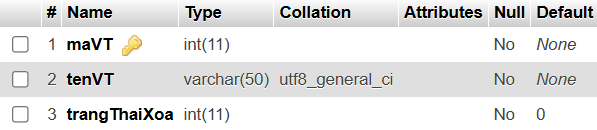 # Name Type Collation Attributes Null Default
1 maVT int(11) No None
2 tenVT varchar(50) utf8_general_ci No None
3 trangThaiXoa int(11) No 0